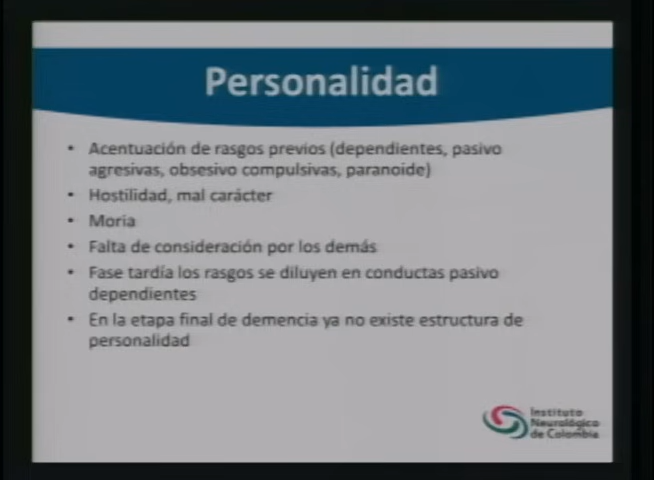 Personalidad
• Acentuación de rasgos previos (dependientes, pasivo
agresivas, obsesivo compulsivas, paranoide)
• Hostilidad, mal carácter
• Moria
• Falta de consideración por los demás
• Fase tardía los rasgos se diluyen en conductas pasivo
dependientes
• En la etapa final de demencia ya no existe estructura de
personalidad
Instituto
Neurológico
de Colombia